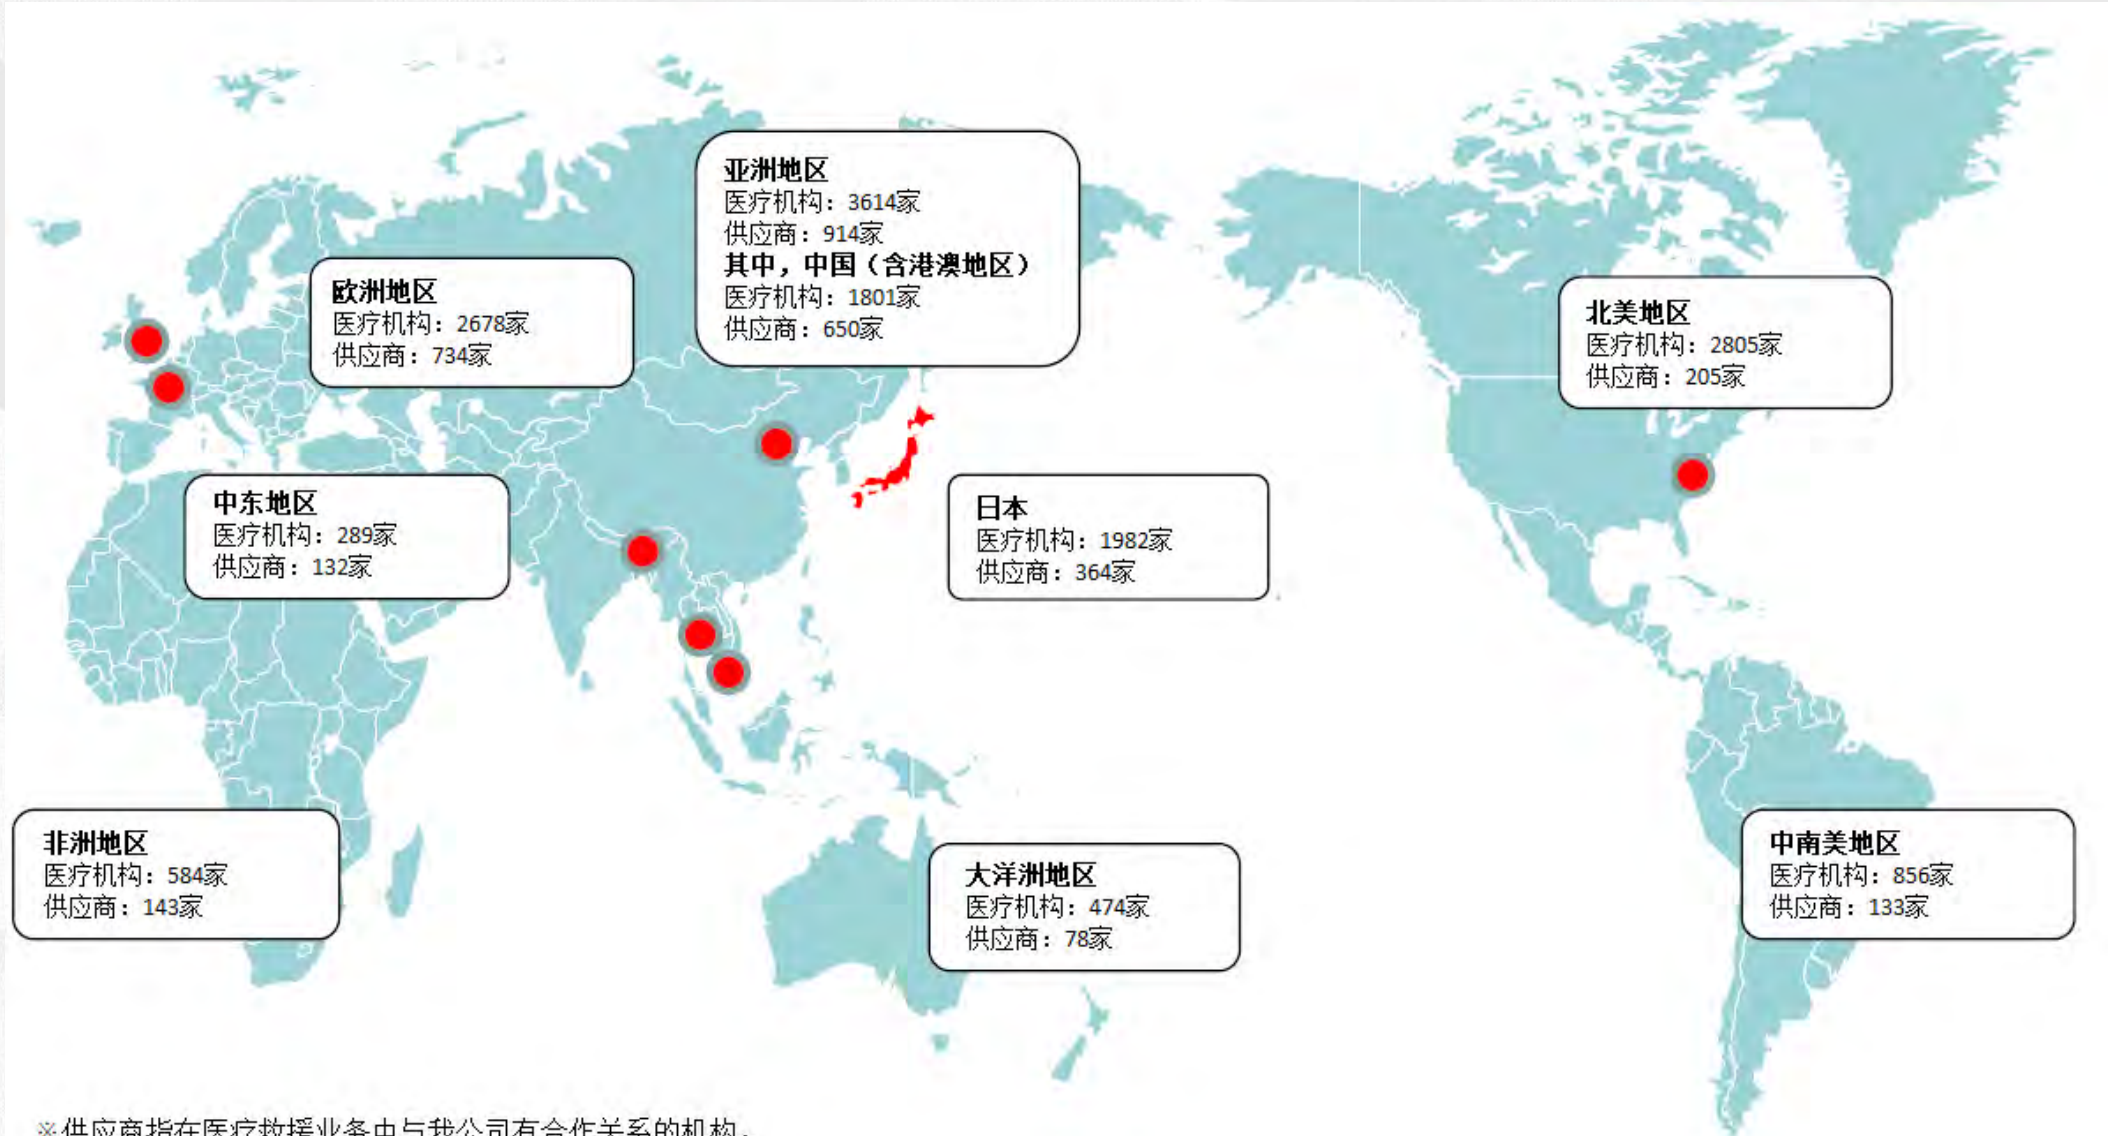 亚洲地区
医疗机构：3614家
供应商：914家
其中，中国（含港澳地区）
医疗机构：1801家
供应商：650家
欧洲地区
医疗机构：2678家
供应商：734家
北美地区
医疗机构：2805家
供应商：205家
中东地区
医疗机构：289家
供应商：132家
日本
医疗机构：1982家
供应商：364家
非洲地区
医疗机构：584家
供应商：143家
大洋洲地区
医疗机构：474家
供应商：78家
中南美地区
医疗机构：856家
供应商：133家
※供应商指在医疗救援业务中与我公司有合作关系的机构。